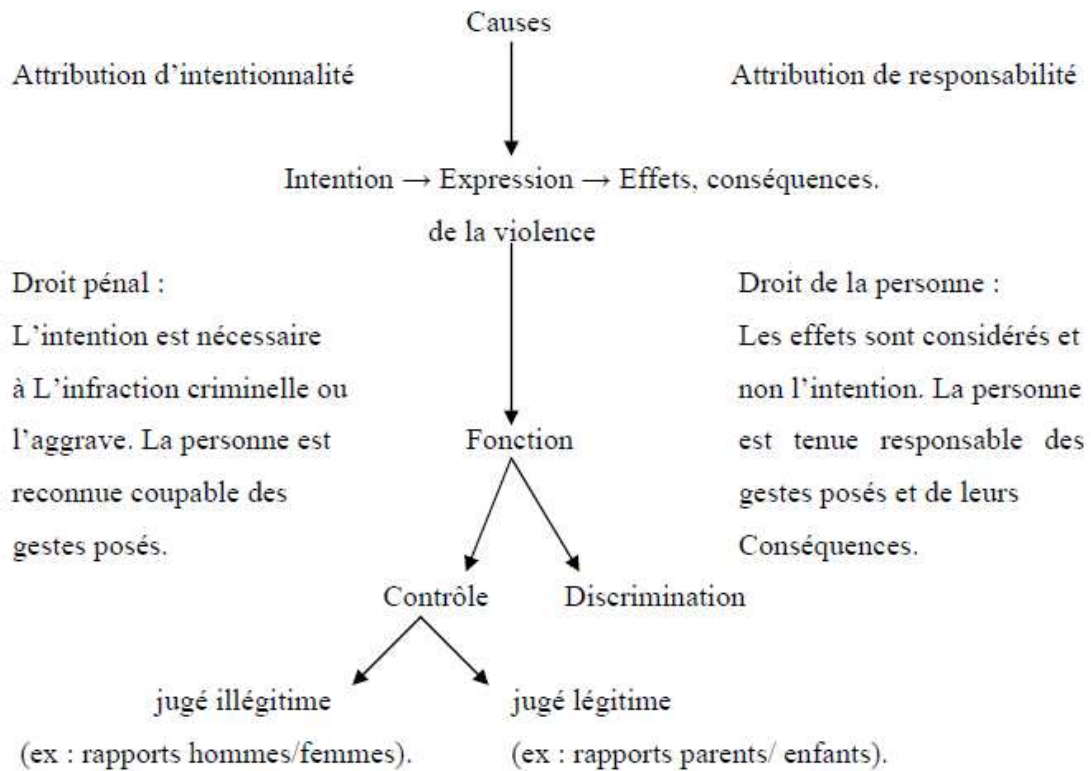 Causes
Attribution d’intentionnalité
Attribution de responsabilité
Intention → Expression → Effets, conséquences.
de la violence
Droit pénal :
L’intention est nécessaire
à L’infraction criminelle ou
l’aggrave. La personne est
reconnue coupable des
gestes posés.
Droit de la personne :
Les effets sont considérés et
non l’intention. La personne
est tenue responsable des
gestes posés et de leurs
Conséquences.
Fonction
Contrôle
Discrimination
jugé illégitime
(ex : rapports hommes/femmes).
jugé légitime
(ex : rapports parents/ enfants).